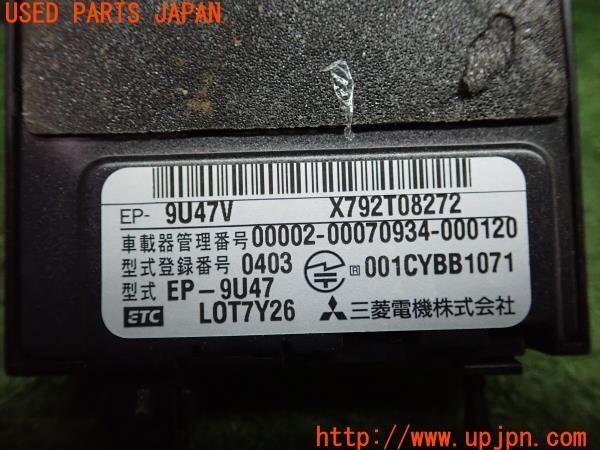 USED PARTS JAPAN
EP- 9U47V X792T08272
車載器管理番号 00002-00070934-000120
型式登録番号 0403 R 001CYBB1071
型式 EP-9U47
ETC LOT7Y26 三菱電機株式会社
(C)UPJ http://www.upjpn.com/